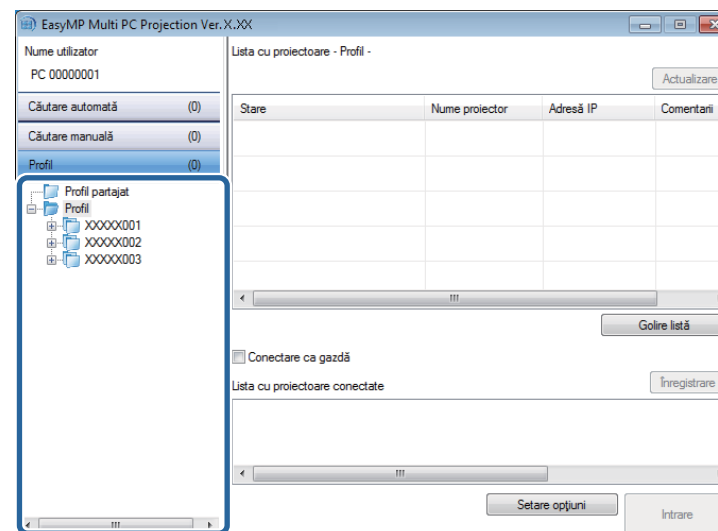 EasyMP Multi PC Projection Ver.X.XX
Nume utilizator
PC 00000001
Căutare automată (0)
Căutare manuală (0)
Profil (0)
Profil partajat
Profil
XXXXX001
XXXXX002
XXXXX003
Lista cu proiectoare - Profil -
Actualizare
Stare Nume proiector Adresă IP Comentarii
Golire listă
Conectare ca gazdă
Lista cu proiectoare conectate
Înregistrare
Setare opţiuni
Intrare